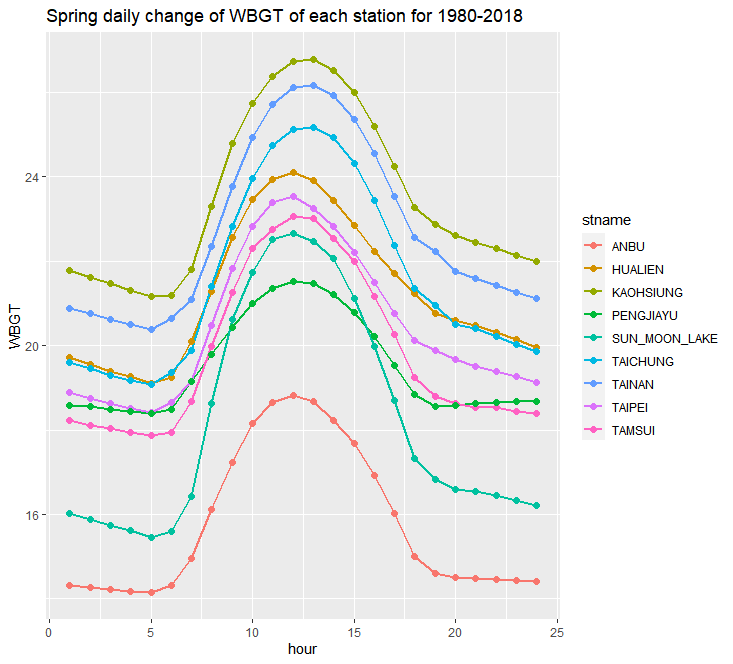 Spring daily change of WBGT of each station for 1980-2018
WBGT
24
20
16
0
5
10
15
20
25
hour
stname
ANBU
HUALIEN
KAOHSIUNG
PENGJIAYU
SUN_MOON_LAKE
TAICHUNG
TAINAN
TAIPEI
TAMSUI